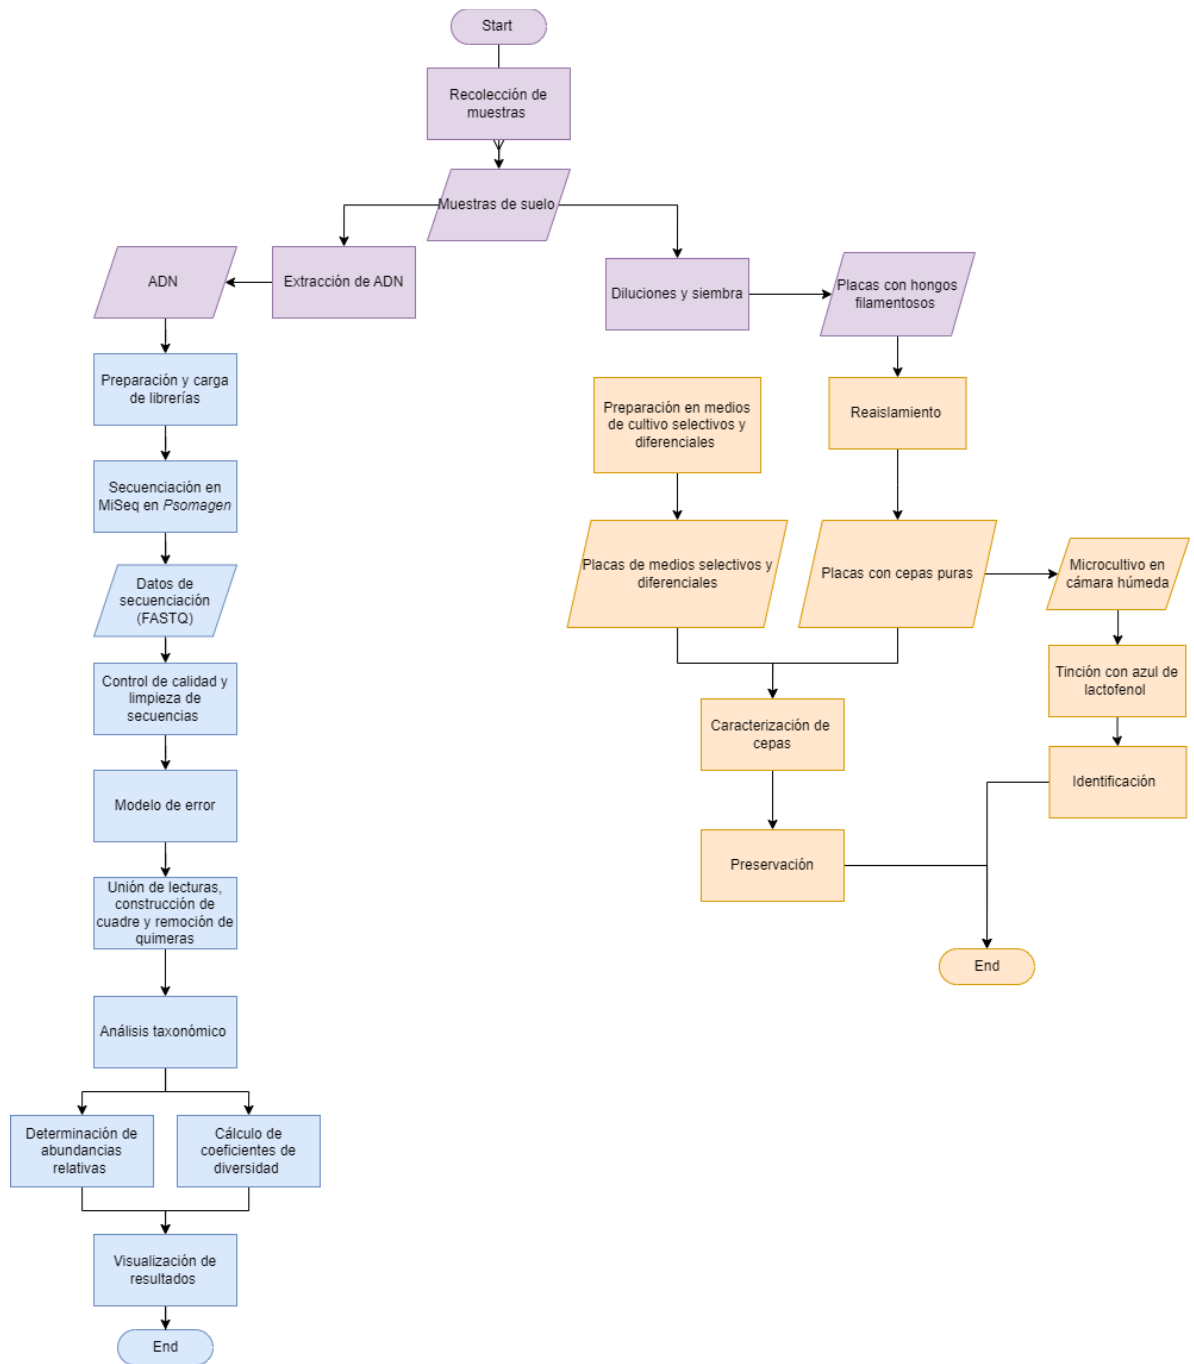 Start
Recolección de
muestras
Muestras de suelo
ADN
Extracción de ADN
Diluciones y siembra
Placas con hongos
filamentosos
Preparación y carga
de librerías
Preparación en medios
de cultivo selectivos y
diferenciales
Reaislamiento
Secuenciación en
MiSeq en Psomagen
Datos de
secuenciación
(FASTQ)
Placas de medios selectivos y
diferenciales
Placas con cepas puras
Microcultivo en
cámara húmeda
Control de calidad y
limpieza de
secuencias
Caracterización de
cepas
Tinción con azul de
lactofenol
Modelo de error
Identificación
Preservación
Unión de lecturas,
construcción de
cuadre y remoción de
quimeras
End
Análisis taxonómico
Determinación de
abundancias
relativas
Cálculo de
coeficientes de
diversidad
Visualización de
resultados
End